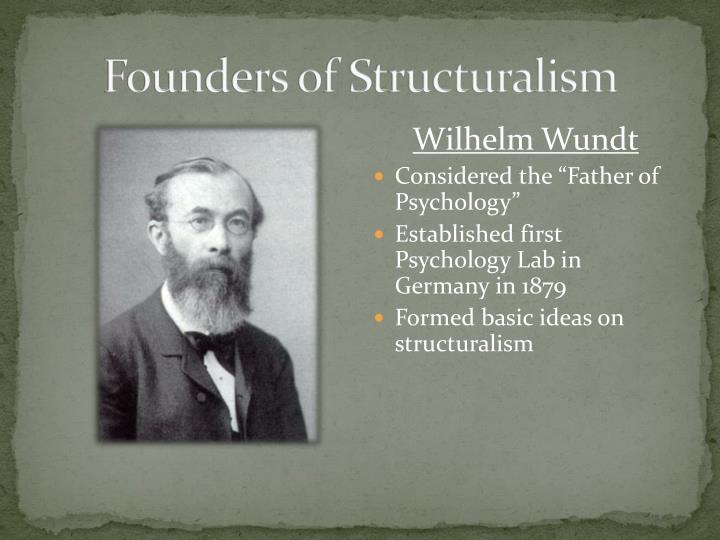 Founders of Structuralism
Wilhelm Wundt
Considered the “Father of
Psychology”
Established first
Psychology Lab in
Germany in 1879
Formed basic ideas on
structuralism